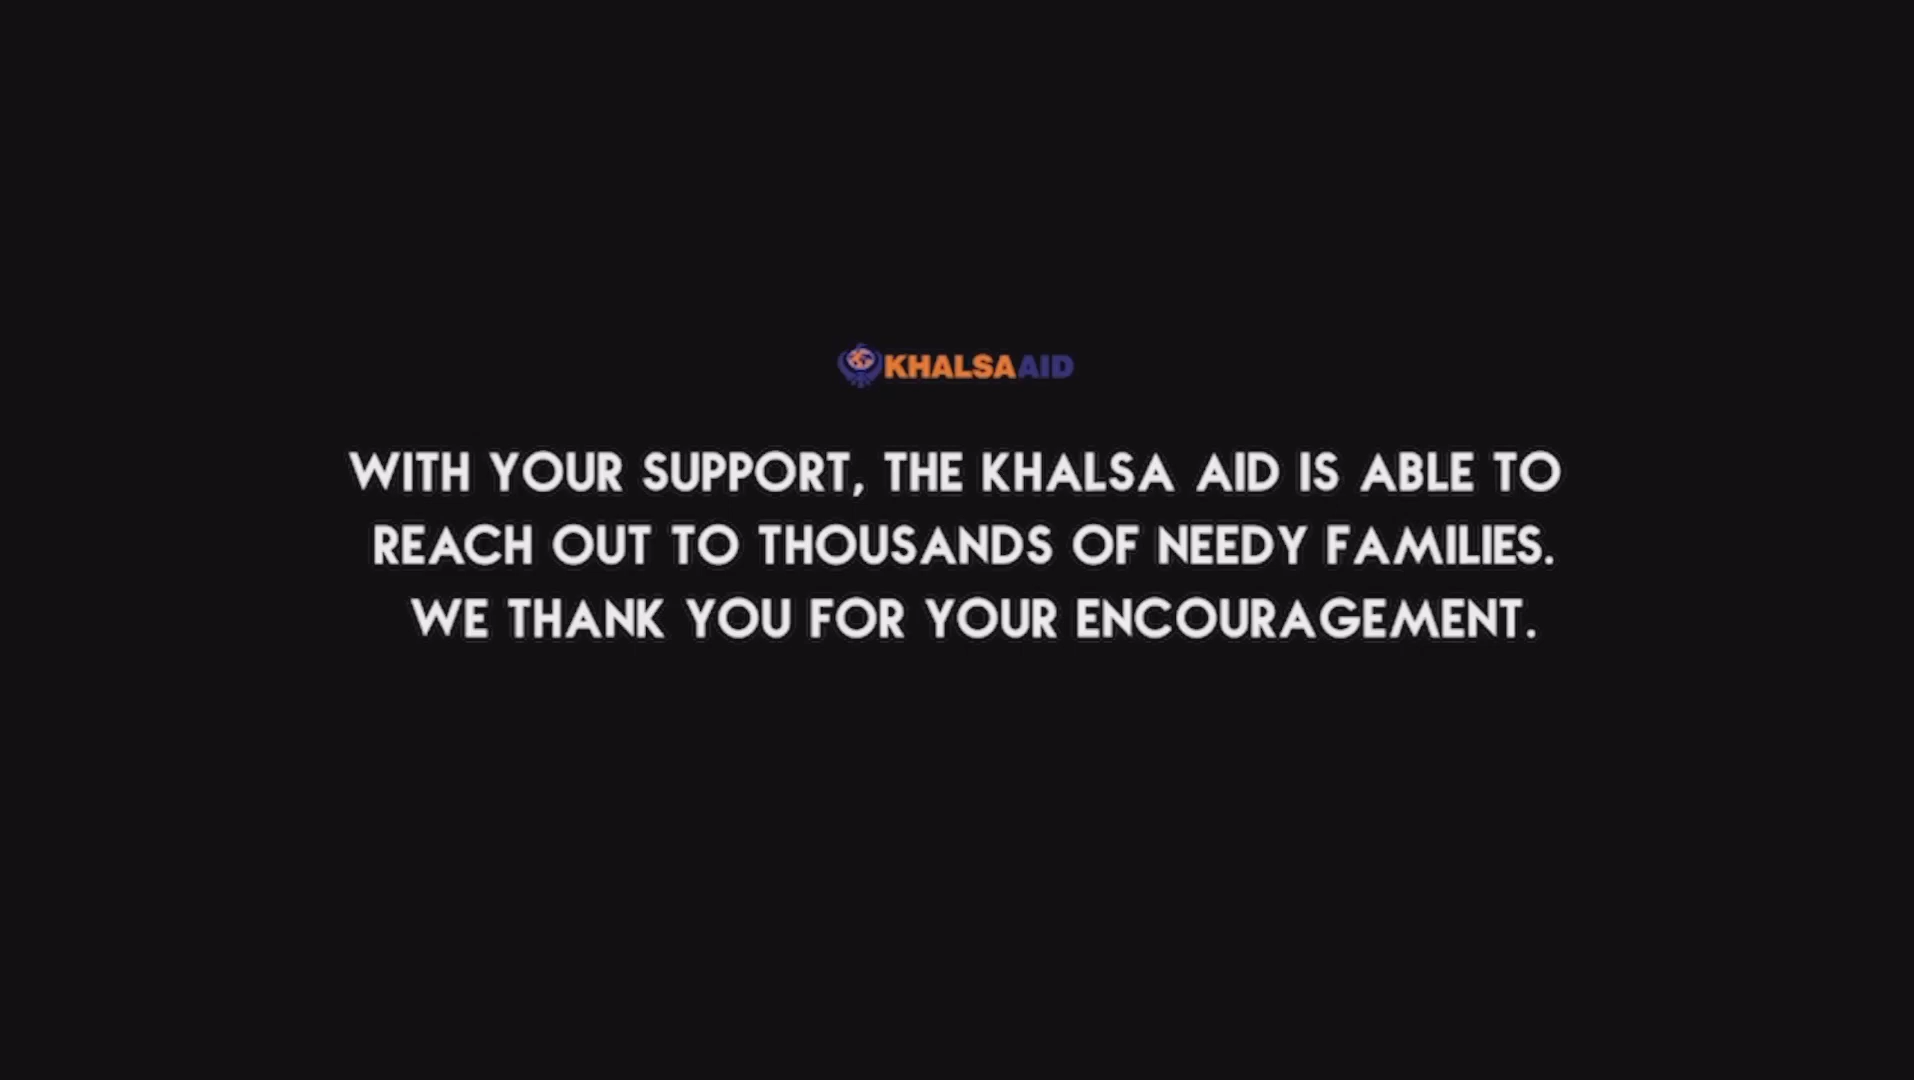 KHALSAAID
WITH YOUR SUPPORT, THE KHALSA AID IS ABLE TO
REACH OUT TO THOUSANDS OF NEEDY FAMILIES.
WE THANK YOU FOR YOUR ENCOURAGEMENT.